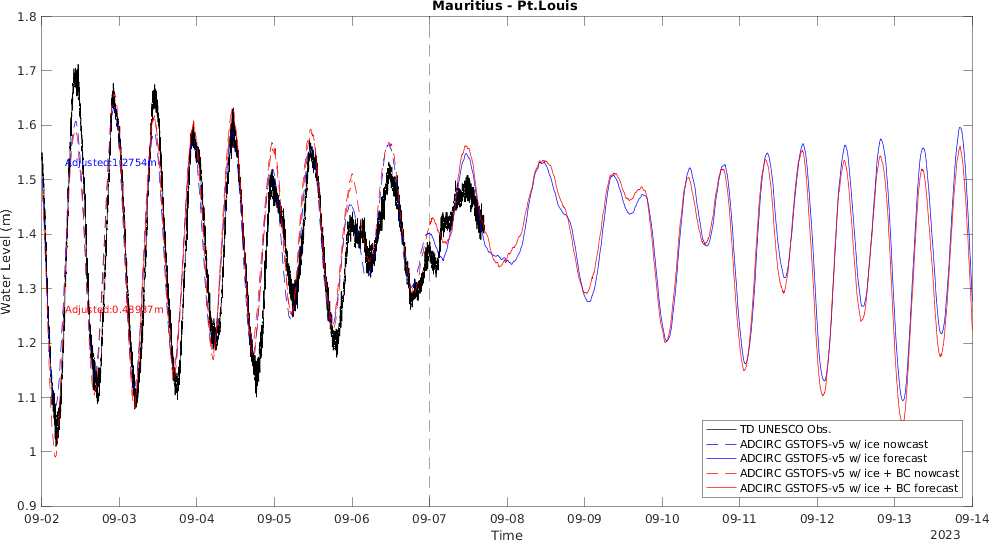 Mauritius - Pt.Louis
1.8
1.7
1.6
1.5
1.4
1.3
1.2
1.1
1
0.9
Water Level (m)
Adjusted:1.2754m
Adjusted:0.43937m
TD UNESCO Obs.
ADCIRC GSTOFS-v5 w/ ice nowcast
ADCIRC GSTOFS-v5 w/ ice forecast
ADCIRC GSTOFS-v5 w/ ice + BC nowcast
ADCIRC GSTOFS-v5 w/ ice + BC forecast
09-02 09-03 09-04 09-05 09-06 09-07 09-08 09-09 09-10 09-11 09-12 09-13 09-14
Time
2023